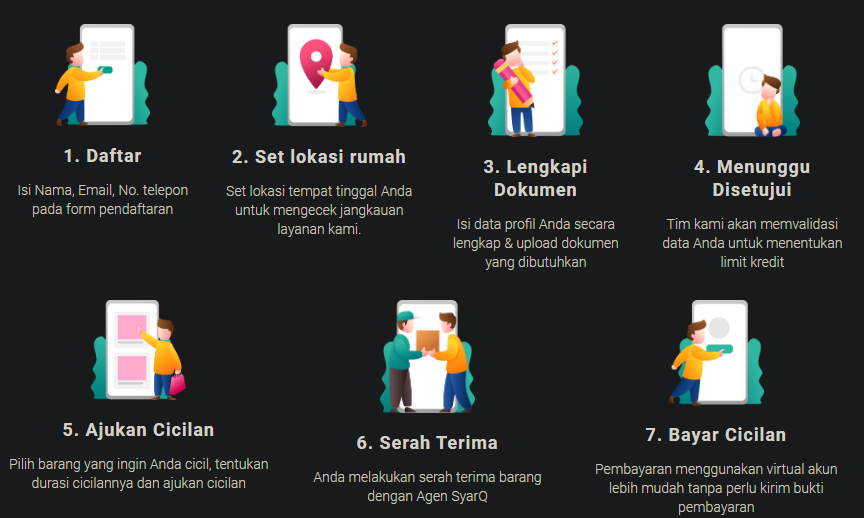 1. Daftar
Isi Nama, Email, No. telepon
pada form pendaftaran
2. Set lokasi rumah
Set lokasi tempat tinggal Anda
untuk mengecek jangkauan
layanan kami.
3. Lengkapi
Dokumen
Isi data profil Anda secara
lengkap & upload dokumen
yang dibutuhkan
4. Menunggu
Disetujui
Tim kami akan memvalidasi
data Anda untuk menentukan
limit kredit
5. Ajukan Cicilan
Pilih barang yang ingin Anda cicil, tentukan
durasi cicilannya dan ajukan cicilan
6. Serah Terima
Anda melakukan serah terima barang
dengan Agen SyarQ
7. Bayar Cicilan
Pembayaran menggunakan virtual akun
lebih mudah tanpa perlu kirim bukti
pembayaran